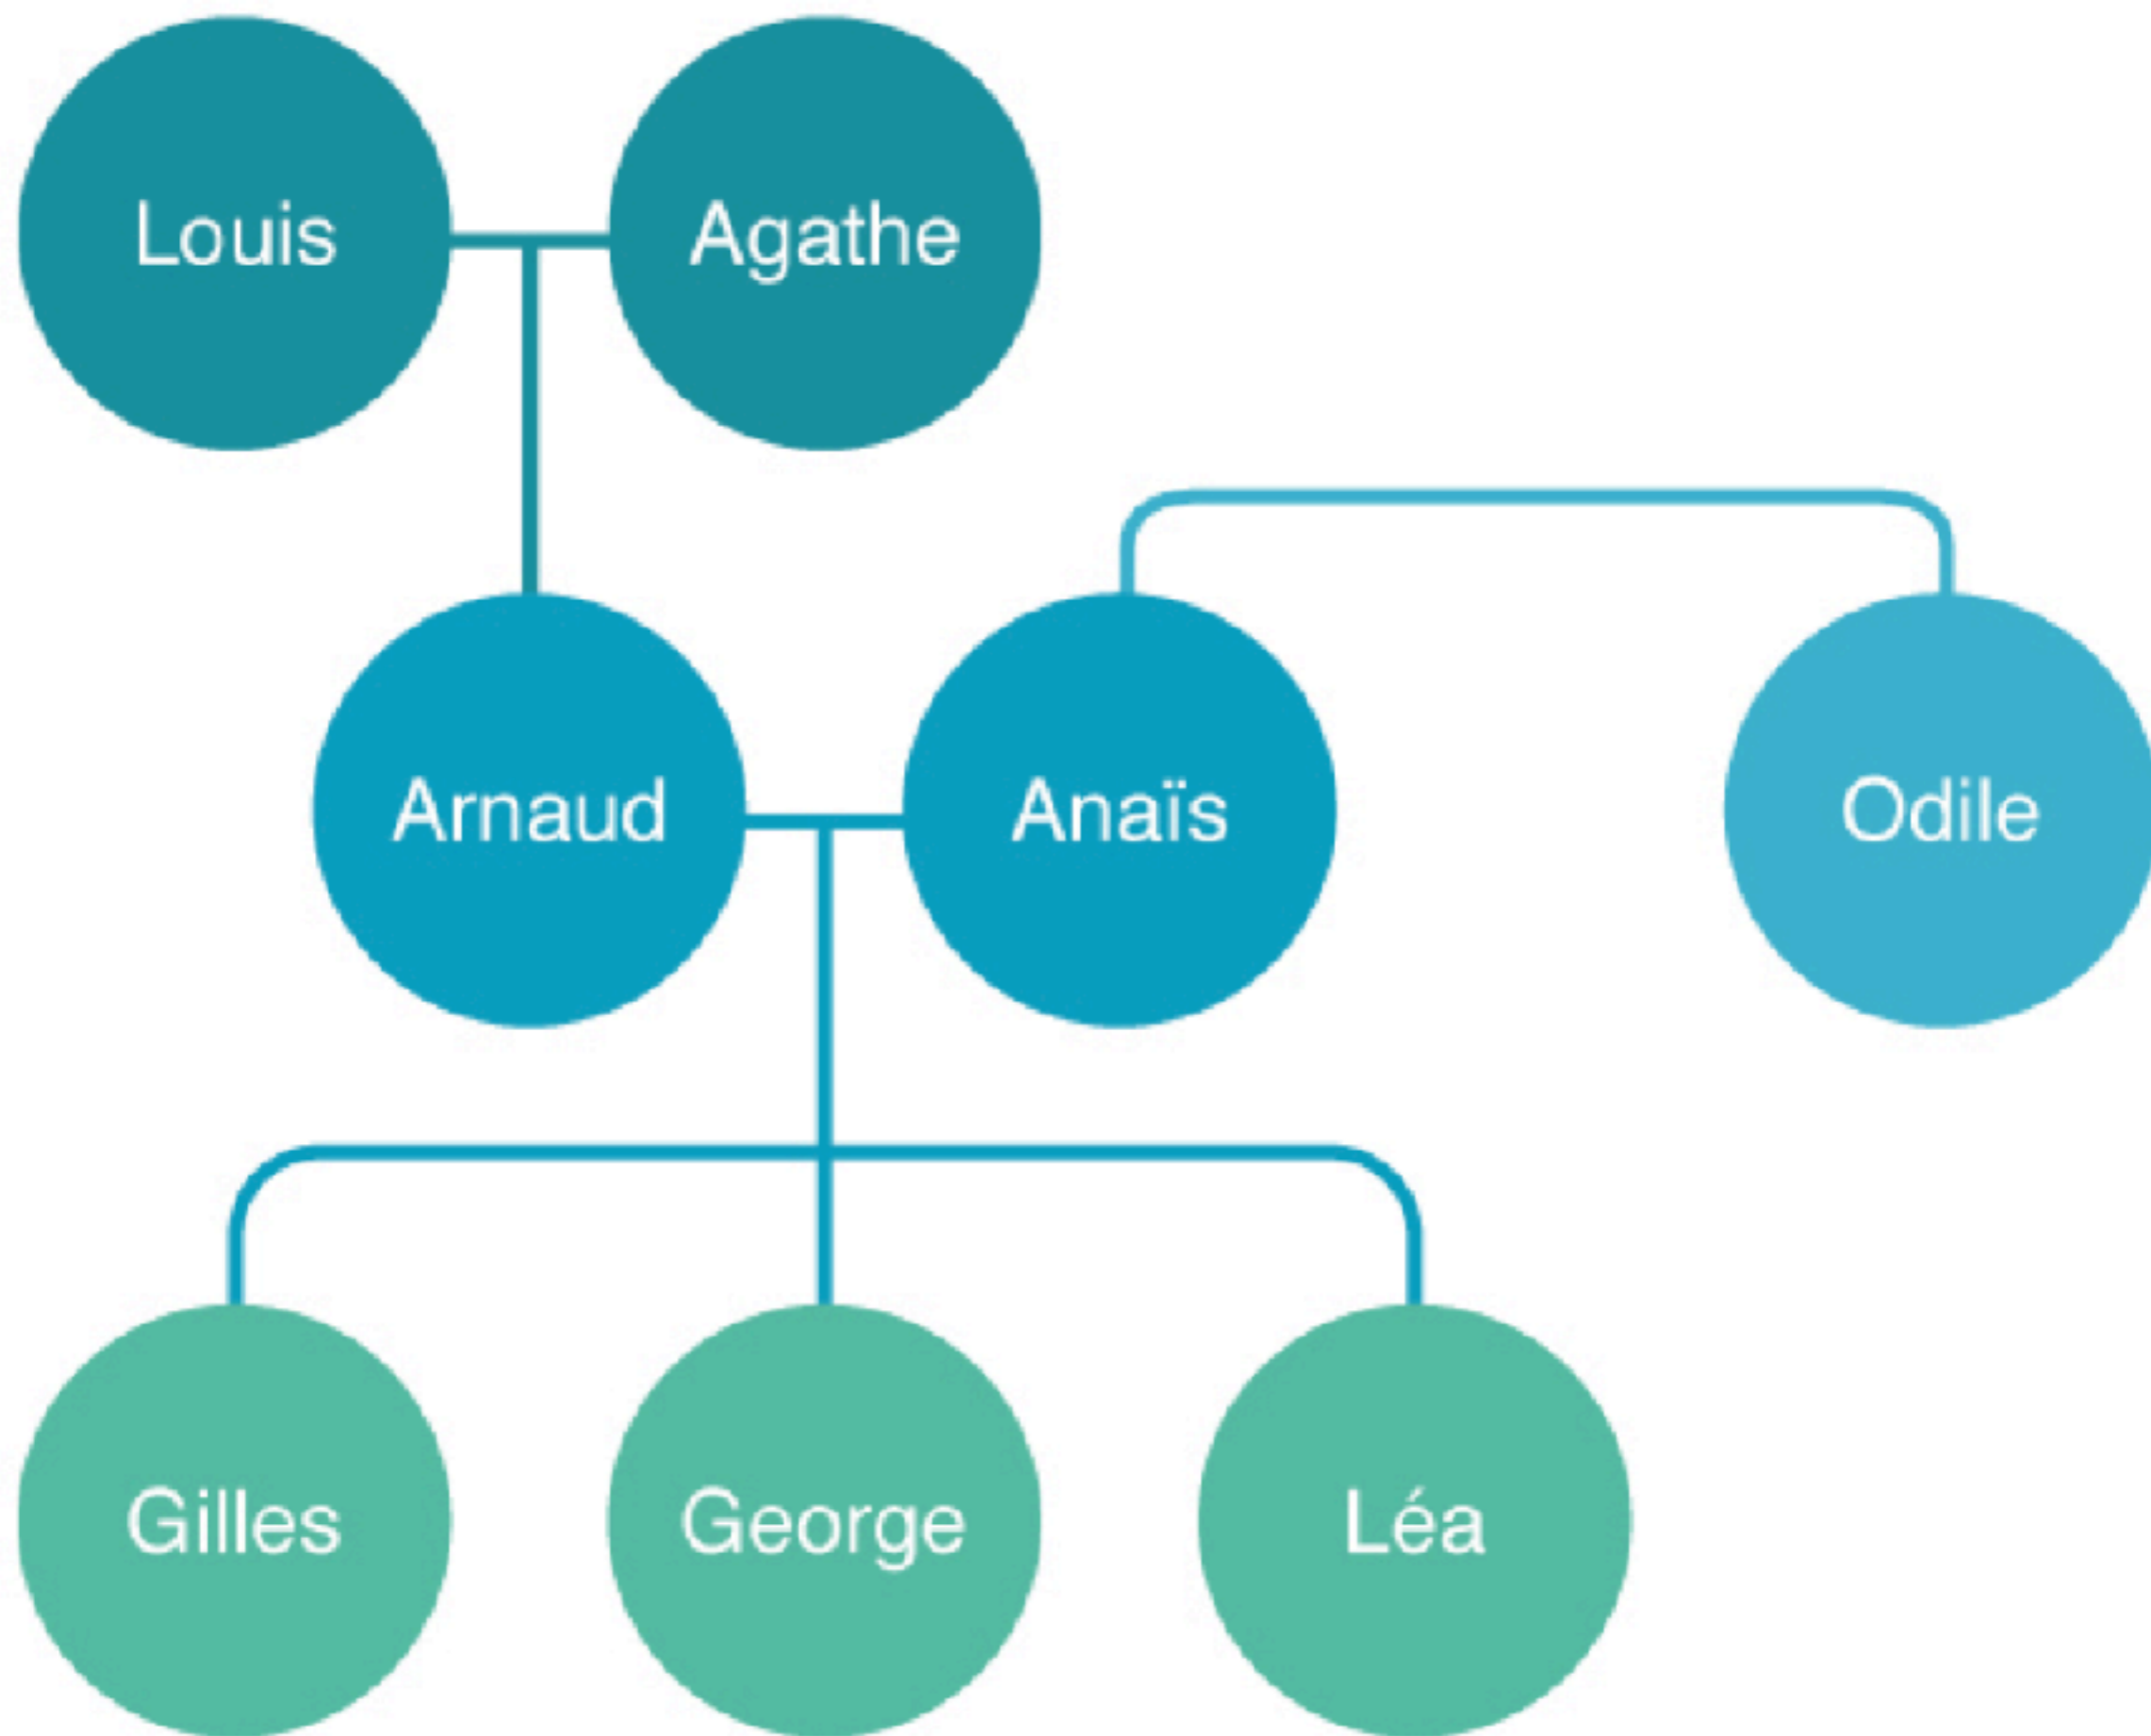 Louis
Agathe
Arnaud
Anaïs
Odile
Gilles
George
Léa